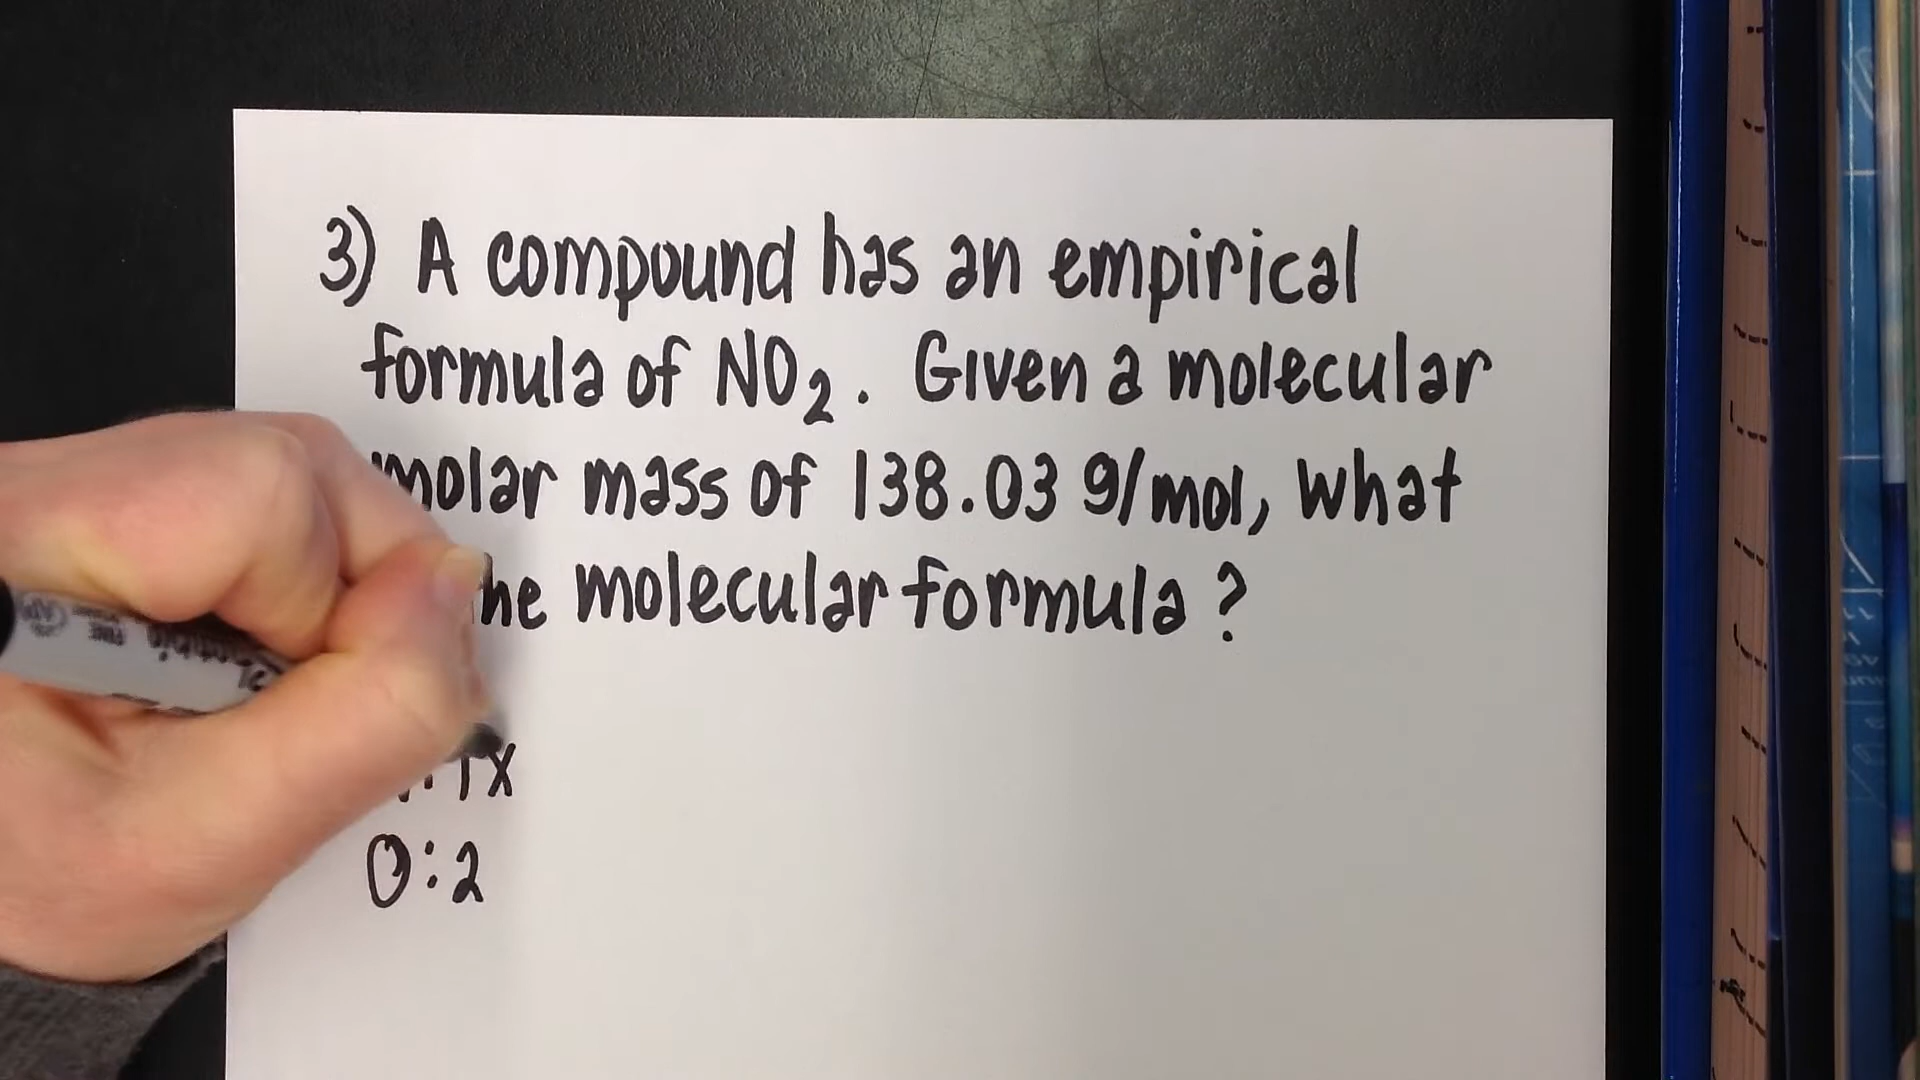 3) A compound has an empirical
formula of NO₂. Given a molecular
molar mass of 138.03 g/mol, what
he molecular formula?
: 1x
O: 2